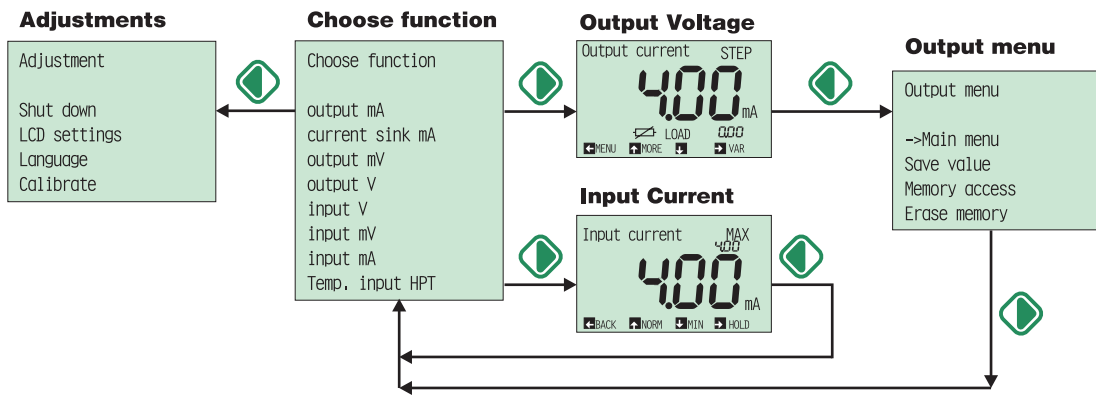 Adjustments
Adjustment
Shut down
LCD settings
Language
Calibrate
Choose function
Choose function
output mA
current sink mA
output mV
output V
input V
input mV
input mA
Temp. input HPT
Output Voltage
Output current STEP
4.00 mA
LOAD 0.00
MENU MORE VAR
Input Current
Input current MAX
4.00
4.00 mA
BACK NORM MIN HOLD
Output menu
Output menu
->Main menu
Save value
Memory access
Erase memory